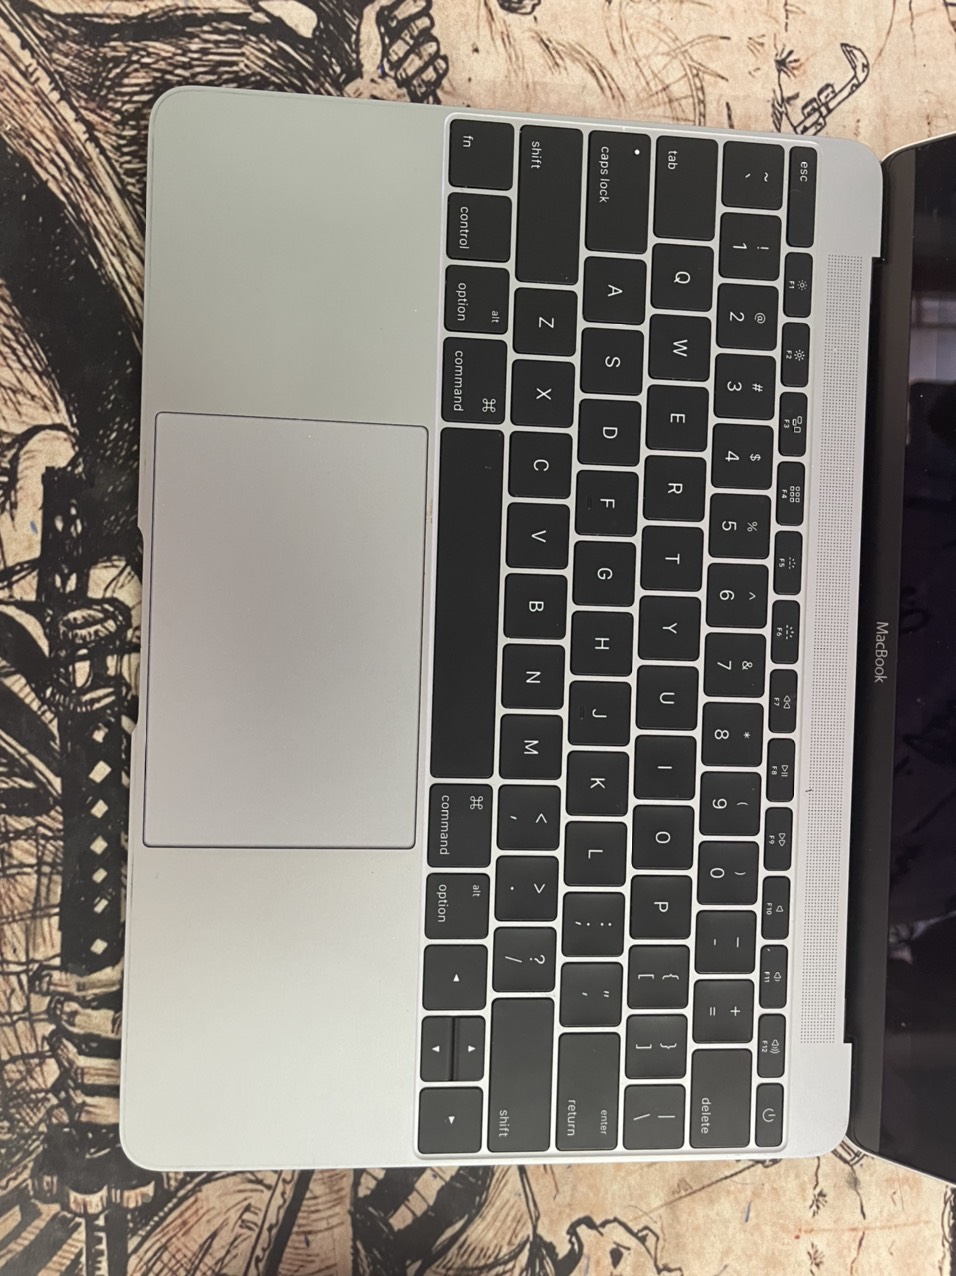 MacBook
esc F1 F2 F3 F4 F5 F6 F7 F8 F9 F10 F11 F12
~ ! @ # $ % ^ & * ( ) _ +
` 1 2 3 4 5 6 7 8 9 0 - = delete
tab Q W E R T Y U I O P { [ } ] | \
caps lock A S D F G H J K L : ; " ' enter return
shift Z X C V B N M < , > . ? / shift
fn control alt option ⌘ command ⌘ command alt option ◀ ▲ ▼ ▶